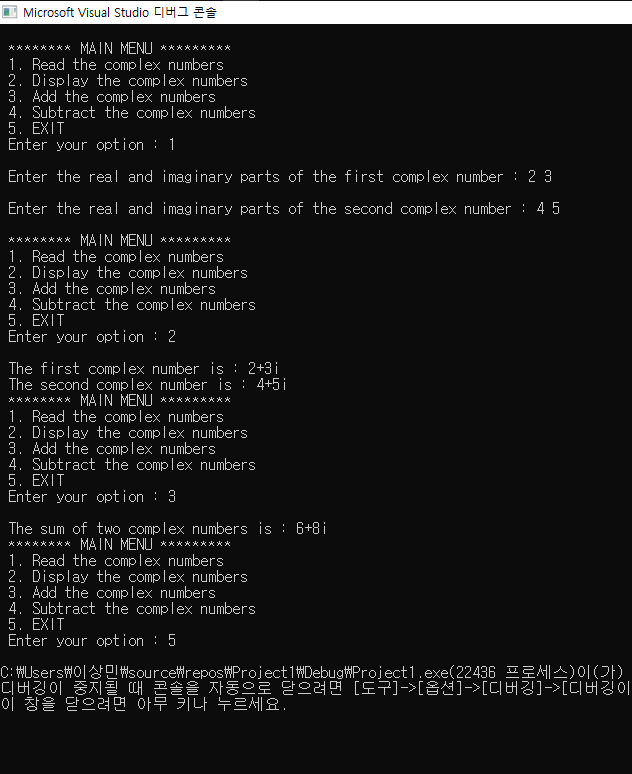 Microsoft Visual Studio 디버그 콘솔
******** MAIN MENU *********
1. Read the complex numbers
2. Display the complex numbers
3. Add the complex numbers
4. Subtract the complex numbers
5. EXIT
Enter your option : 1
Enter the real and imaginary parts of the first complex number : 2 3
Enter the real and imaginary parts of the second complex number : 4 5
******** MAIN MENU *********
1. Read the complex numbers
2. Display the complex numbers
3. Add the complex numbers
4. Subtract the complex numbers
5. EXIT
Enter your option : 2
The first complex number is : 2+3i
The second complex number is : 4+5i
******** MAIN MENU *********
1. Read the complex numbers
2. Display the complex numbers
3. Add the complex numbers
4. Subtract the complex numbers
5. EXIT
Enter your option : 3
The sum of two complex numbers is : 6+8i
******** MAIN MENU *********
1. Read the complex numbers
2. Display the complex numbers
3. Add the complex numbers
4. Subtract the complex numbers
5. EXIT
Enter your option : 5
C:₩Users₩이상민₩source₩repos₩Project1₩Debug₩Project1.exe(22436 프로세스)이(가)
디버깅이 중지될 때 콘솔을 자동으로 닫으려면 [도구]->[옵션]->[디버깅]->[디버깅이
이 창을 닫으려면 아무 키나 누르세요.